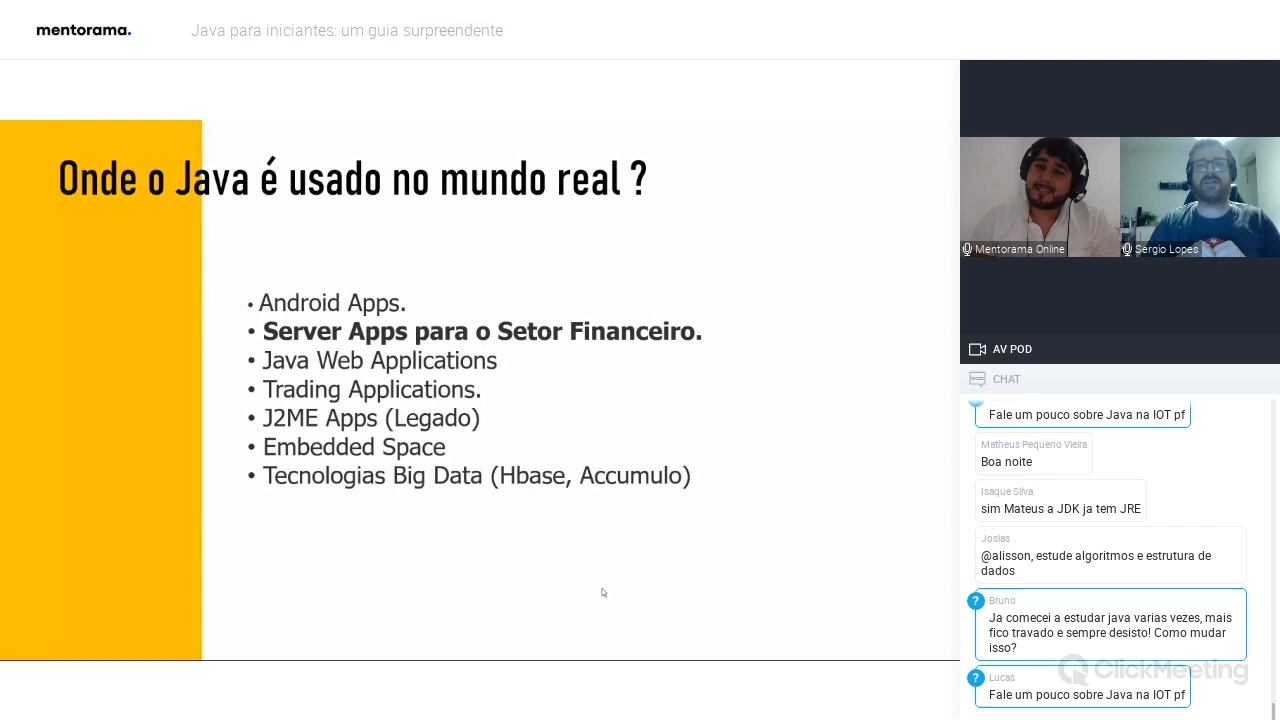 mentorama.
Java para iniciantes: um guia surpreendente
Onde o Java é usado no mundo real ?
• Android Apps.
• Server Apps para o Setor Financeiro.
• Java Web Applications
• Trading Applications.
• J2ME Apps (Legado)
• Embedded Space
• Tecnologias Big Data (Hbase, Accumulo)
Mentorama Online
Sergio Lopes
AV POD
CHAT
Fale um pouco sobre Java na IOT pf
Matheus Pequeno Vieira
Boa noite
Isaque Silva
sim Mateus a JDK ja tem JRE
Josias
@alisson, estude algoritmos e estrutura de
dados
?
Bruno
Ja comecei a estudar java varias vezes, mais
fico travado e sempre desisto! Como mudar
isso?
ClickMeeting
?
Lucas
Fale um pouco sobre Java na IOT pf